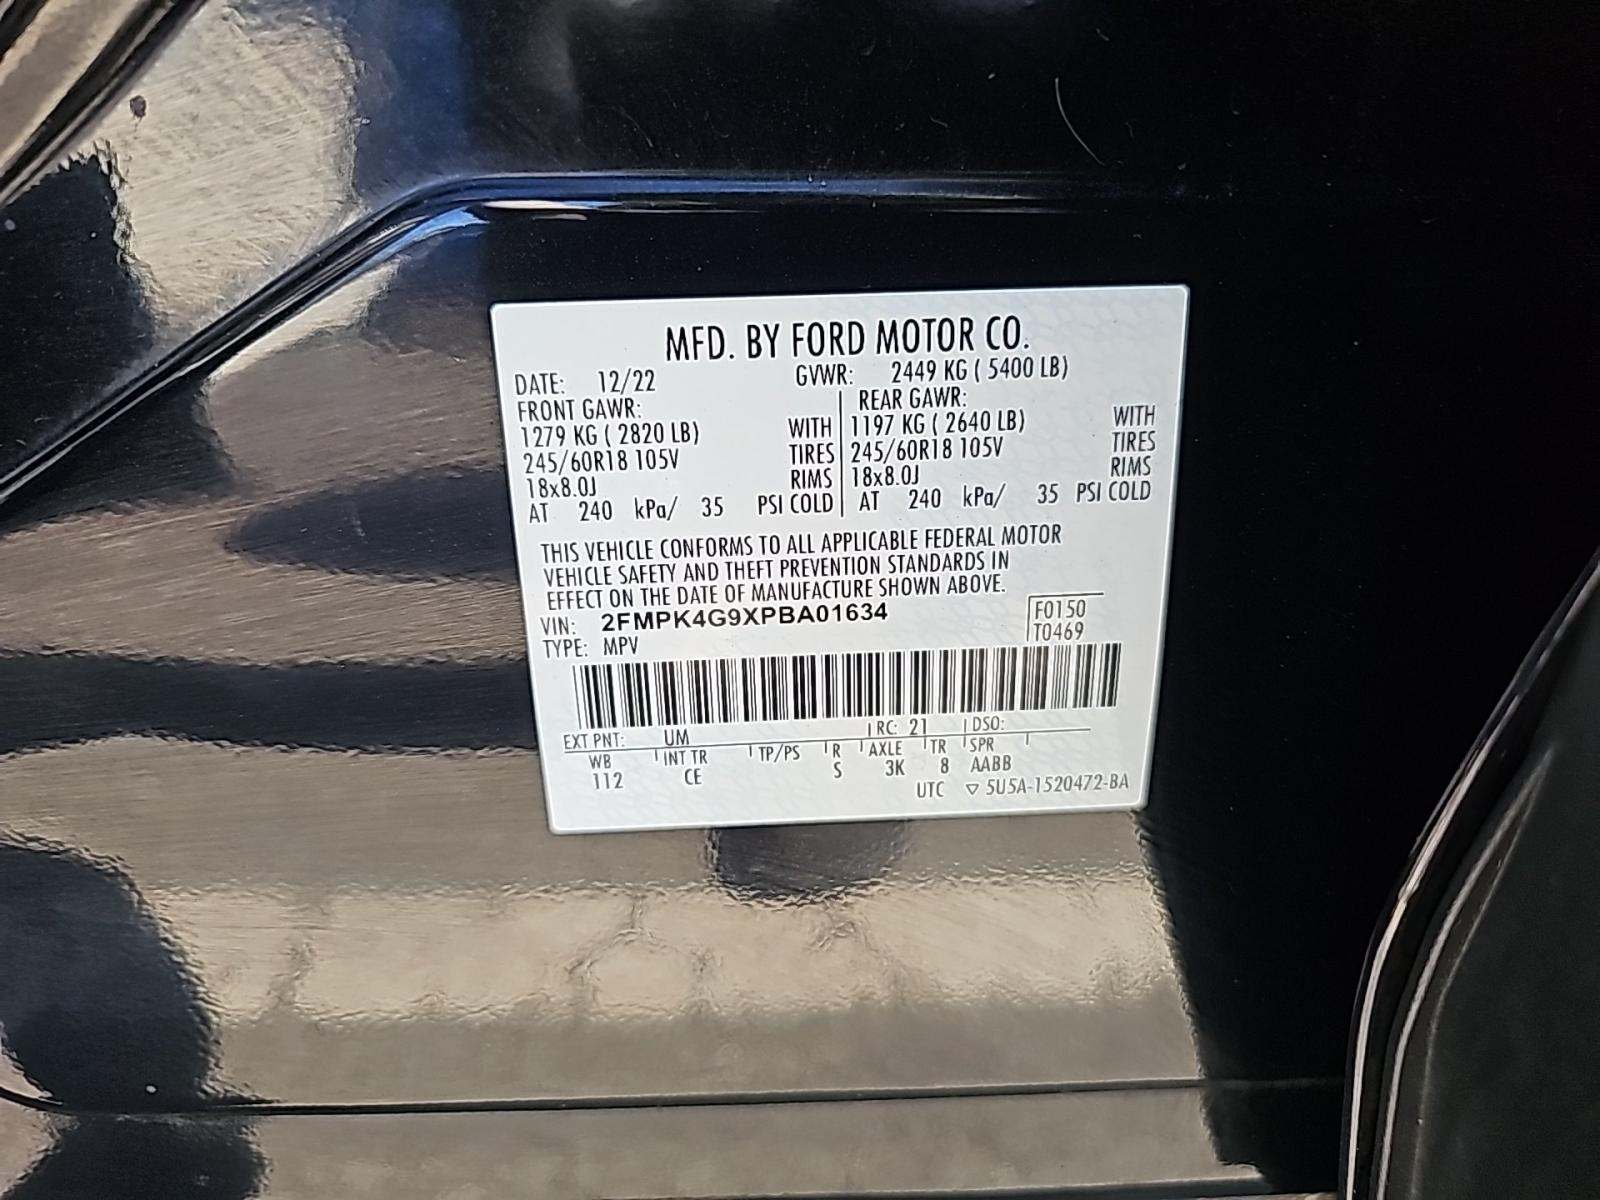 MFD. BY FORD MOTOR CO.
DATE: 12/22 GVWR: 2449 KG ( 5400 LB)
FRONT GAWR: REAR GAWR:
1279 KG ( 2820 LB) WITH 1197 KG ( 2640 LB) WITH
245/60R18 105V TIRES 245/60R18 105V TIRES
18x8.0J RIMS 18x8.0J RIMS
AT 240 kPa/ 35 PSI COLD AT 240 kPa/ 35 PSI COLD
THIS VEHICLE CONFORMS TO ALL APPLICABLE FEDERAL MOTOR
VEHICLE SAFETY AND THEFT PREVENTION STANDARDS IN
EFFECT ON THE DATE OF MANUFACTURE SHOWN ABOVE.
VIN: 2FMPK4G9XPBA01634 F0150
TYPE: MPV T0469
EXT PNT: UM RC: 21 DSO:
WB INT TR TP/PS R AXLE TR SPR
112 CE S 3K 8 AABB
UTC ▽ 5U5A-1520472-BA